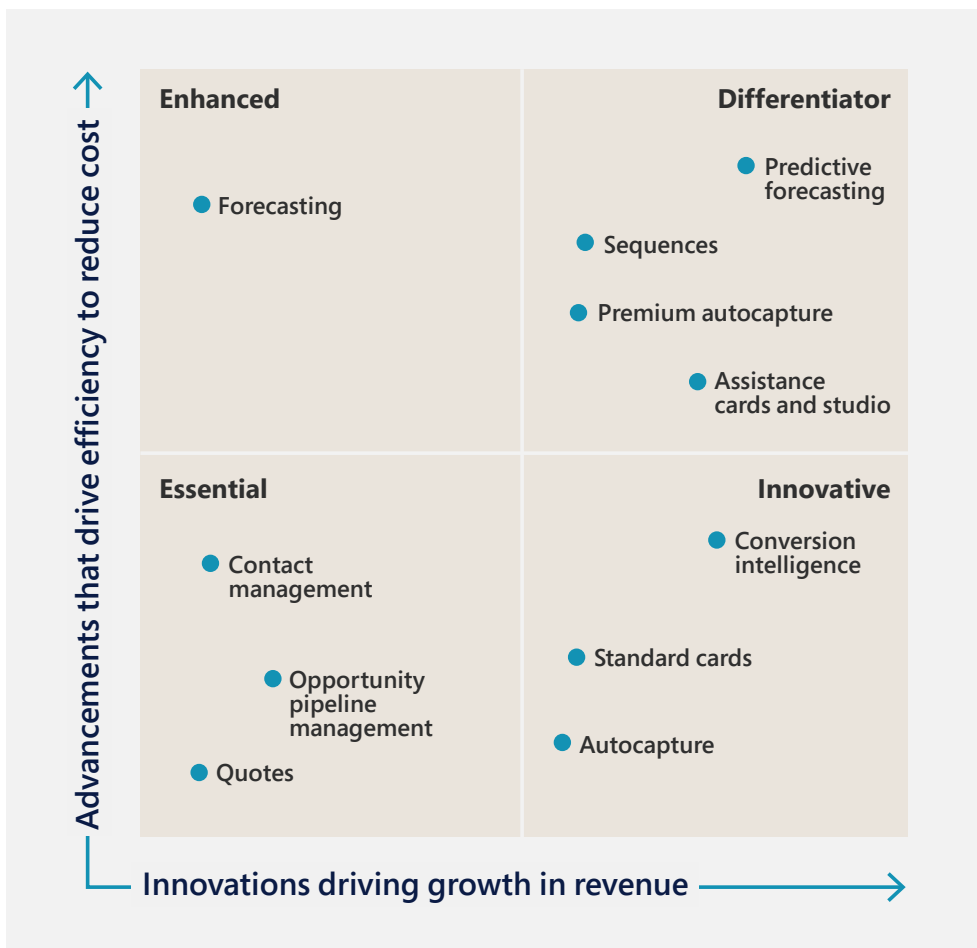 Advancements that drive efficiency to reduce cost
Enhanced
Forecasting
Differentiator
Predictive
forecasting
Sequences
Premium autocapture
Assistance
cards and studio
Essential
Contact
management
Opportunity
pipeline
management
Quotes
Innovative
Conversion
intelligence
Standard cards
Autocapture
Innovations driving growth in revenue